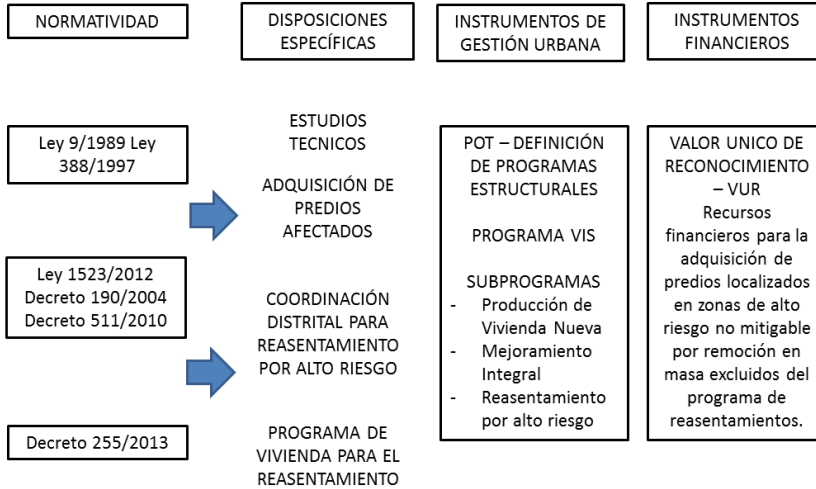 NORMATIVIDAD
DISPOSICIONES
ESPECÍFICAS
INSTRUMENTOS DE
GESTIÓN URBANA
INSTRUMENTOS
FINANCIEROS
Ley 9/1989 Ley
388/1997
Ley 1523/2012
Decreto 190/2004
Decreto 511/2010
Decreto 255/2013
ESTUDIOS
TECNICOS
ADQUISICIÓN DE
PREDIOS
AFECTADOS
COORDINACIÓN
DISTRITAL PARA
REASENTAMIENTO
POR ALTO RIESGO
PROGRAMA DE
VIVIENDA PARA EL
REASENTAMIENTO
POT – DEFINICIÓN
DE PROGRAMAS
ESTRUCTURALES
PROGRAMA VIS
SUBPROGRAMAS
- Producción de
Vivienda Nueva
- Mejoramiento
Integral
- Reasentamiento
por alto riesgo
VALOR UNICO DE
RECONOCIMIENTO
– VUR
Recursos
financieros para la
adquisición de
predios localizados
en zonas de alto
riesgo no mitigable
por remoción en
masa excluidos del
programa de
reasentamientos.